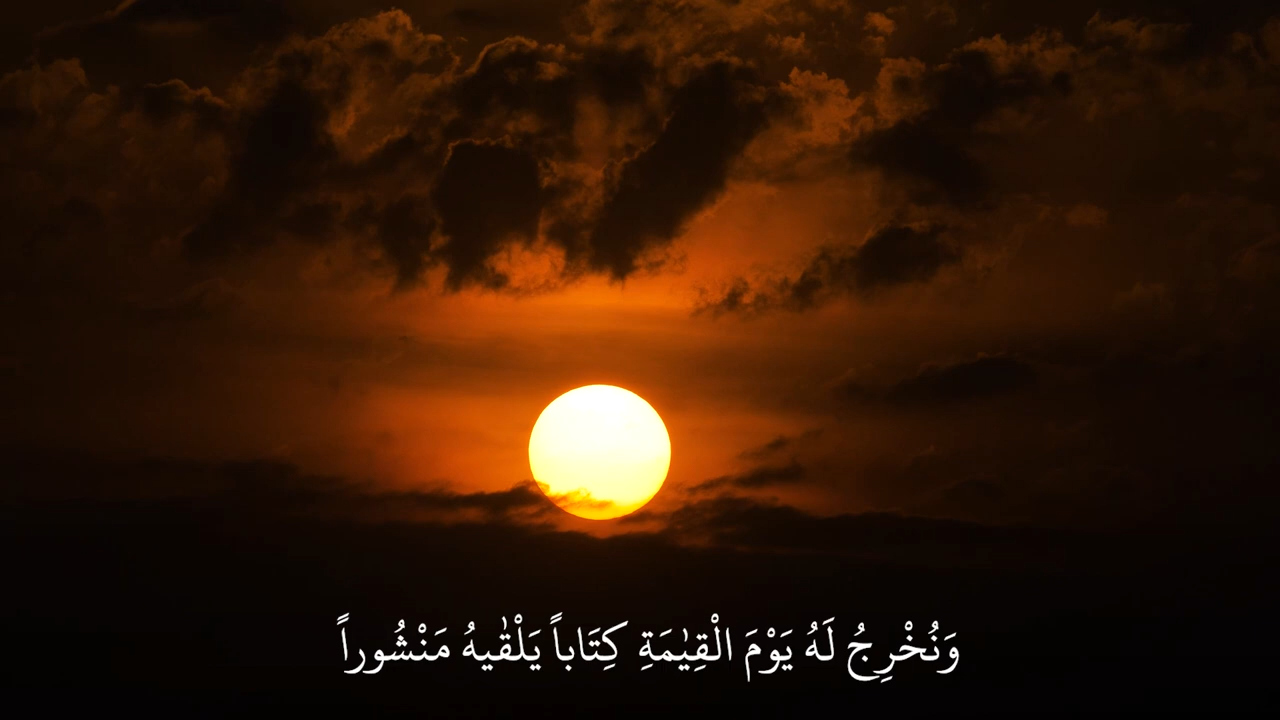 وَنُخْرِجُ لَهُ يَوْمَ الْقِيٰمَةِ كِتَاباً يَلْقٰيهُ مَنْشُوراً